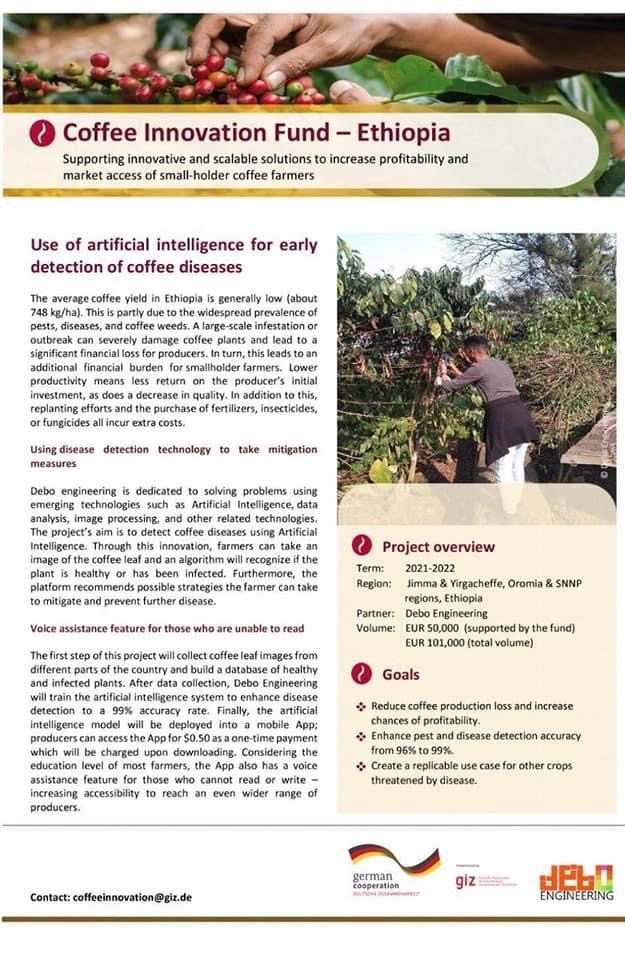 Coffee Innovation Fund – Ethiopia
Supporting innovative and scalable solutions to increase profitability and
market access of small-holder coffee farmers
Use of artificial intelligence for early
detection of coffee diseases
The average coffee yield in Ethiopia is generally low (about
748 kg/ha). This is partly due to the widespread prevalence of
pests, diseases, and coffee weeds. A large-scale infestation or
outbreak can severely damage coffee plants and lead to a
significant financial loss for producers. In turn, this leads to an
additional financial burden for smallholder farmers. Lower
productivity means less return on the producer's initial
investment, as does a decrease in quality. In addition to this,
replanting efforts and the purchase of fertilizers, insecticides,
or fungicides all incur extra costs.
Using disease detection technology to take mitigation
measures
Debo engineering is dedicated to solving problems using
emerging technologies such as Artificial Intelligence, data
analysis, image processing, and other related technologies.
The project's aim is to detect coffee diseases using Artificial
Intelligence. Through this innovation, farmers can take an
image of the coffee leaf and an algorithm will recognize if the
plant is healthy or has been infected. Furthermore, the
platform recommends possible strategies the farmer can take
to mitigate and prevent further disease.
Voice assistance feature for those who are unable to read
The first step of this project will collect coffee leaf images from
different parts of the country and build a database of healthy
and infected plants. After data collection, Debo Engineering
will train the artificial intelligence system to enhance disease
detection to a 99% accuracy rate. Finally, the artificial
intelligence model will be deployed into a mobile App;
producers can access the App for $0.50 as a one-time payment
which will be charged upon downloading. Considering the
education level of most farmers, the App also has a voice
assistance feature for those who cannot read or write –
increasing accessibility to reach an even wider range of
producers.
Project overview
Term: 2021-2022
Region: Jimma & Yirgacheffe, Oromia & SNNP
regions, Ethiopia
Partner: Debo Engineering
Volume: EUR 50,000 (supported by the fund)
EUR 101,000 (total volume)
Goals
Reduce coffee production loss and increase
chances of profitability.
Enhance pest and disease detection accuracy
from 96% to 99%.
Create a replicable use case for other crops
threatened by disease.
Contact: coffeeinnovation@giz.de
german
cooperation
DEUTSCHE ZUSAMMENARBEIT
giz
debo
ENGINEERING